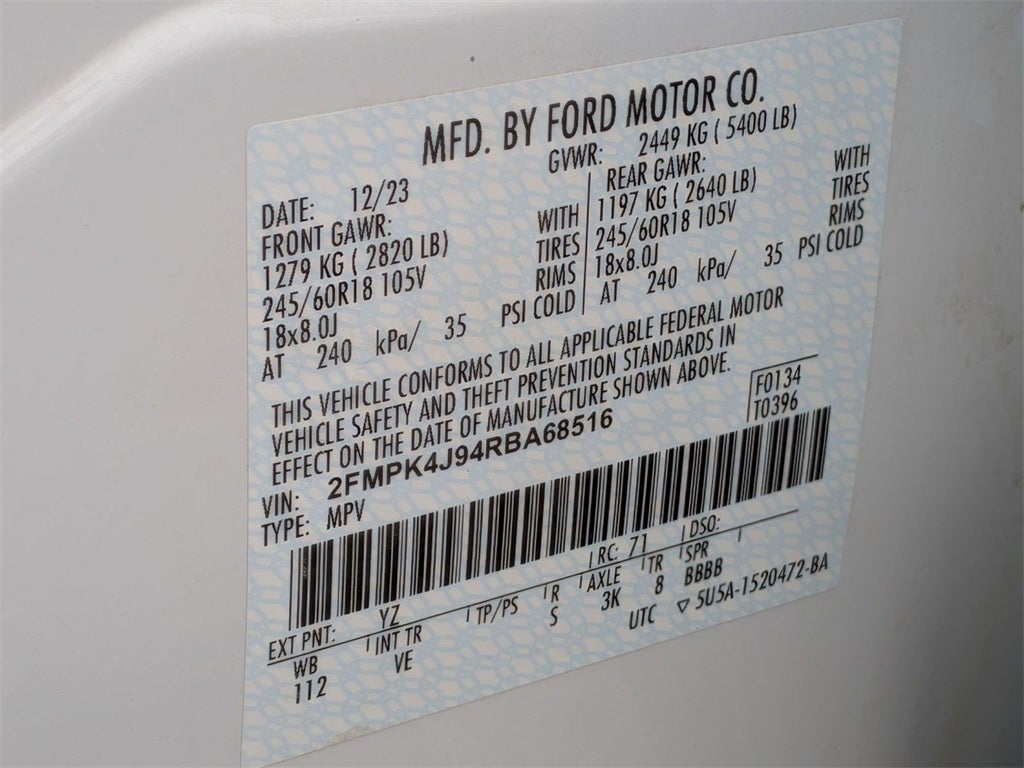 MFD. BY FORD MOTOR CO.
DATE: 12/23 GVWR: 2449 KG ( 5400 LB)
FRONT GAWR: REAR GAWR:
1279 KG ( 2820 LB) WITH 1197 KG ( 2640 LB) WITH
245/60R18 105V TIRES 245/60R18 105V TIRES
18x8.0J RIMS 18x8.0J RIMS
AT 240 kPa/ 35 PSI COLD AT 240 kPa/ 35 PSI COLD
THIS VEHICLE CONFORMS TO ALL APPLICABLE FEDERAL MOTOR
VEHICLE SAFETY AND THEFT PREVENTION STANDARDS IN
EFFECT ON THE DATE OF MANUFACTURE SHOWN ABOVE.
F0134
T0396
VIN: 2FMPK4J94RBA68516
TYPE: MPV
EXT PNT: YZ RC: 71 DSO:
WB INT TR TP/PS R AXLE TR SPR
112 VE S 3K 8 BBBB
UTC ▽ 5U5A-1520472-BA